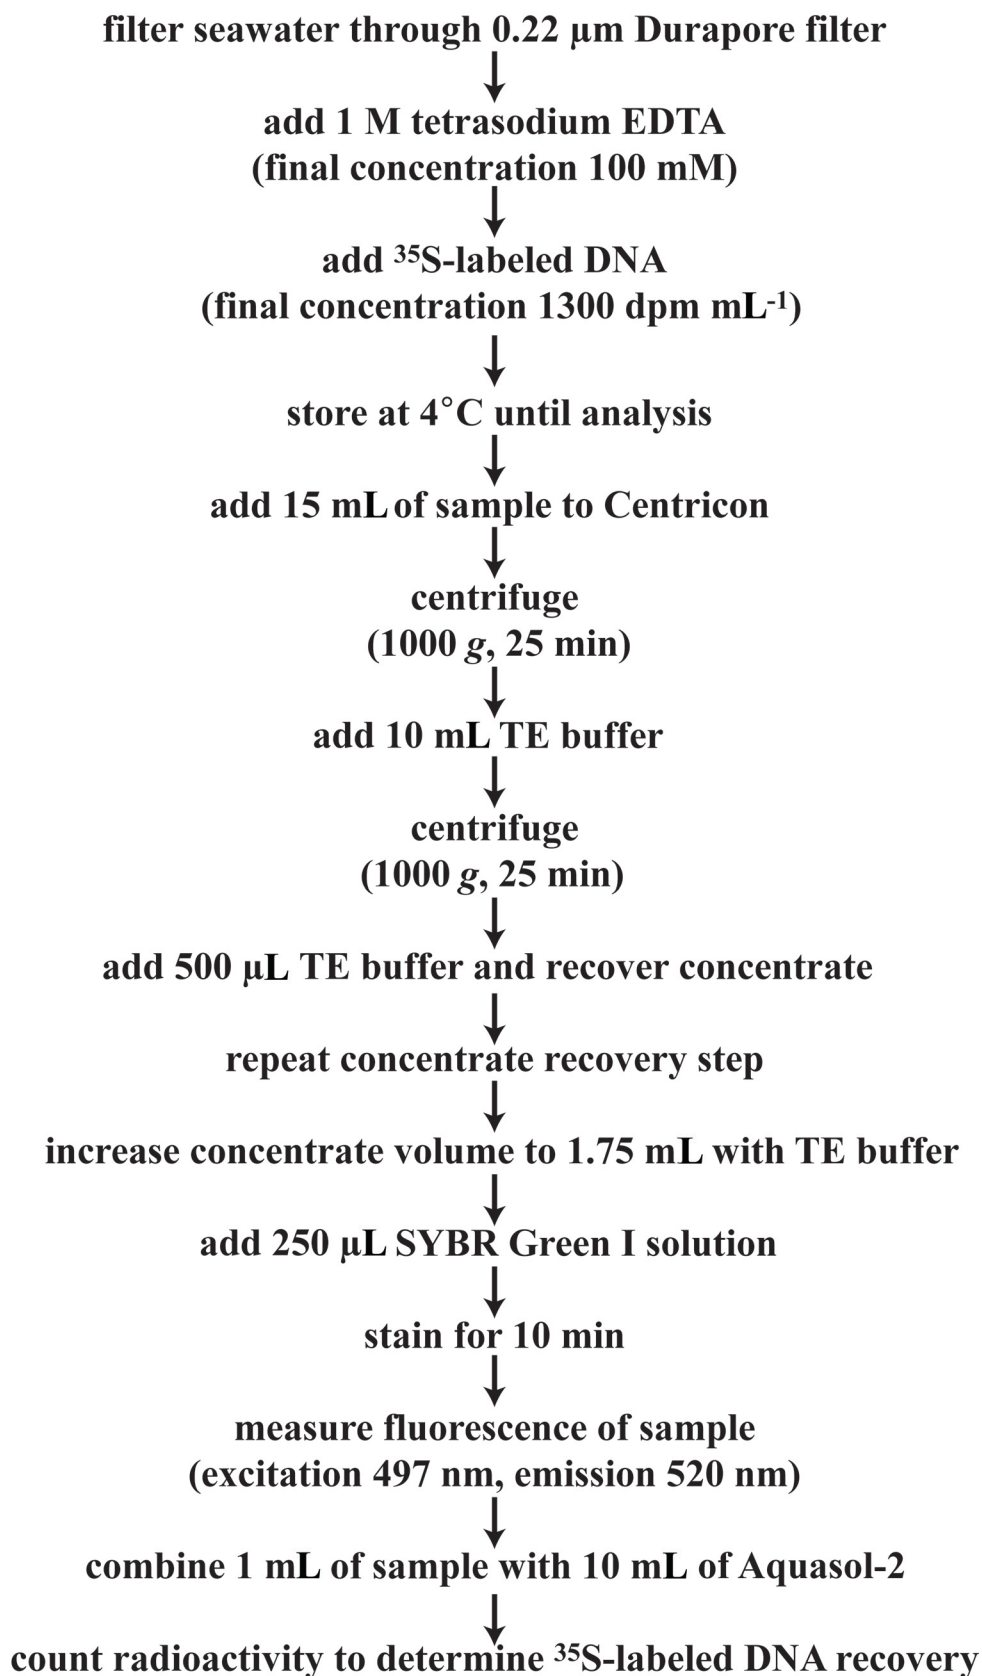 filter seawater through 0.22 µm Durapore filter
add 1 M tetrasodium EDTA
(final concentration 100 mM)
add ³⁵S-labeled DNA
(final concentration 1300 dpm mL⁻¹)
store at 4°C until analysis
add 15 mL of sample to Centricon
centrifuge
(1000 g, 25 min)
add 10 mL TE buffer
centrifuge
(1000 g, 25 min)
add 500 µL TE buffer and recover concentrate
repeat concentrate recovery step
increase concentrate volume to 1.75 mL with TE buffer
add 250 µL SYBR Green I solution
stain for 10 min
measure fluorescence of sample
(excitation 497 nm, emission 520 nm)
combine 1 mL of sample with 10 mL of Aquasol-2
count radioactivity to determine ³⁵S-labeled DNA recovery